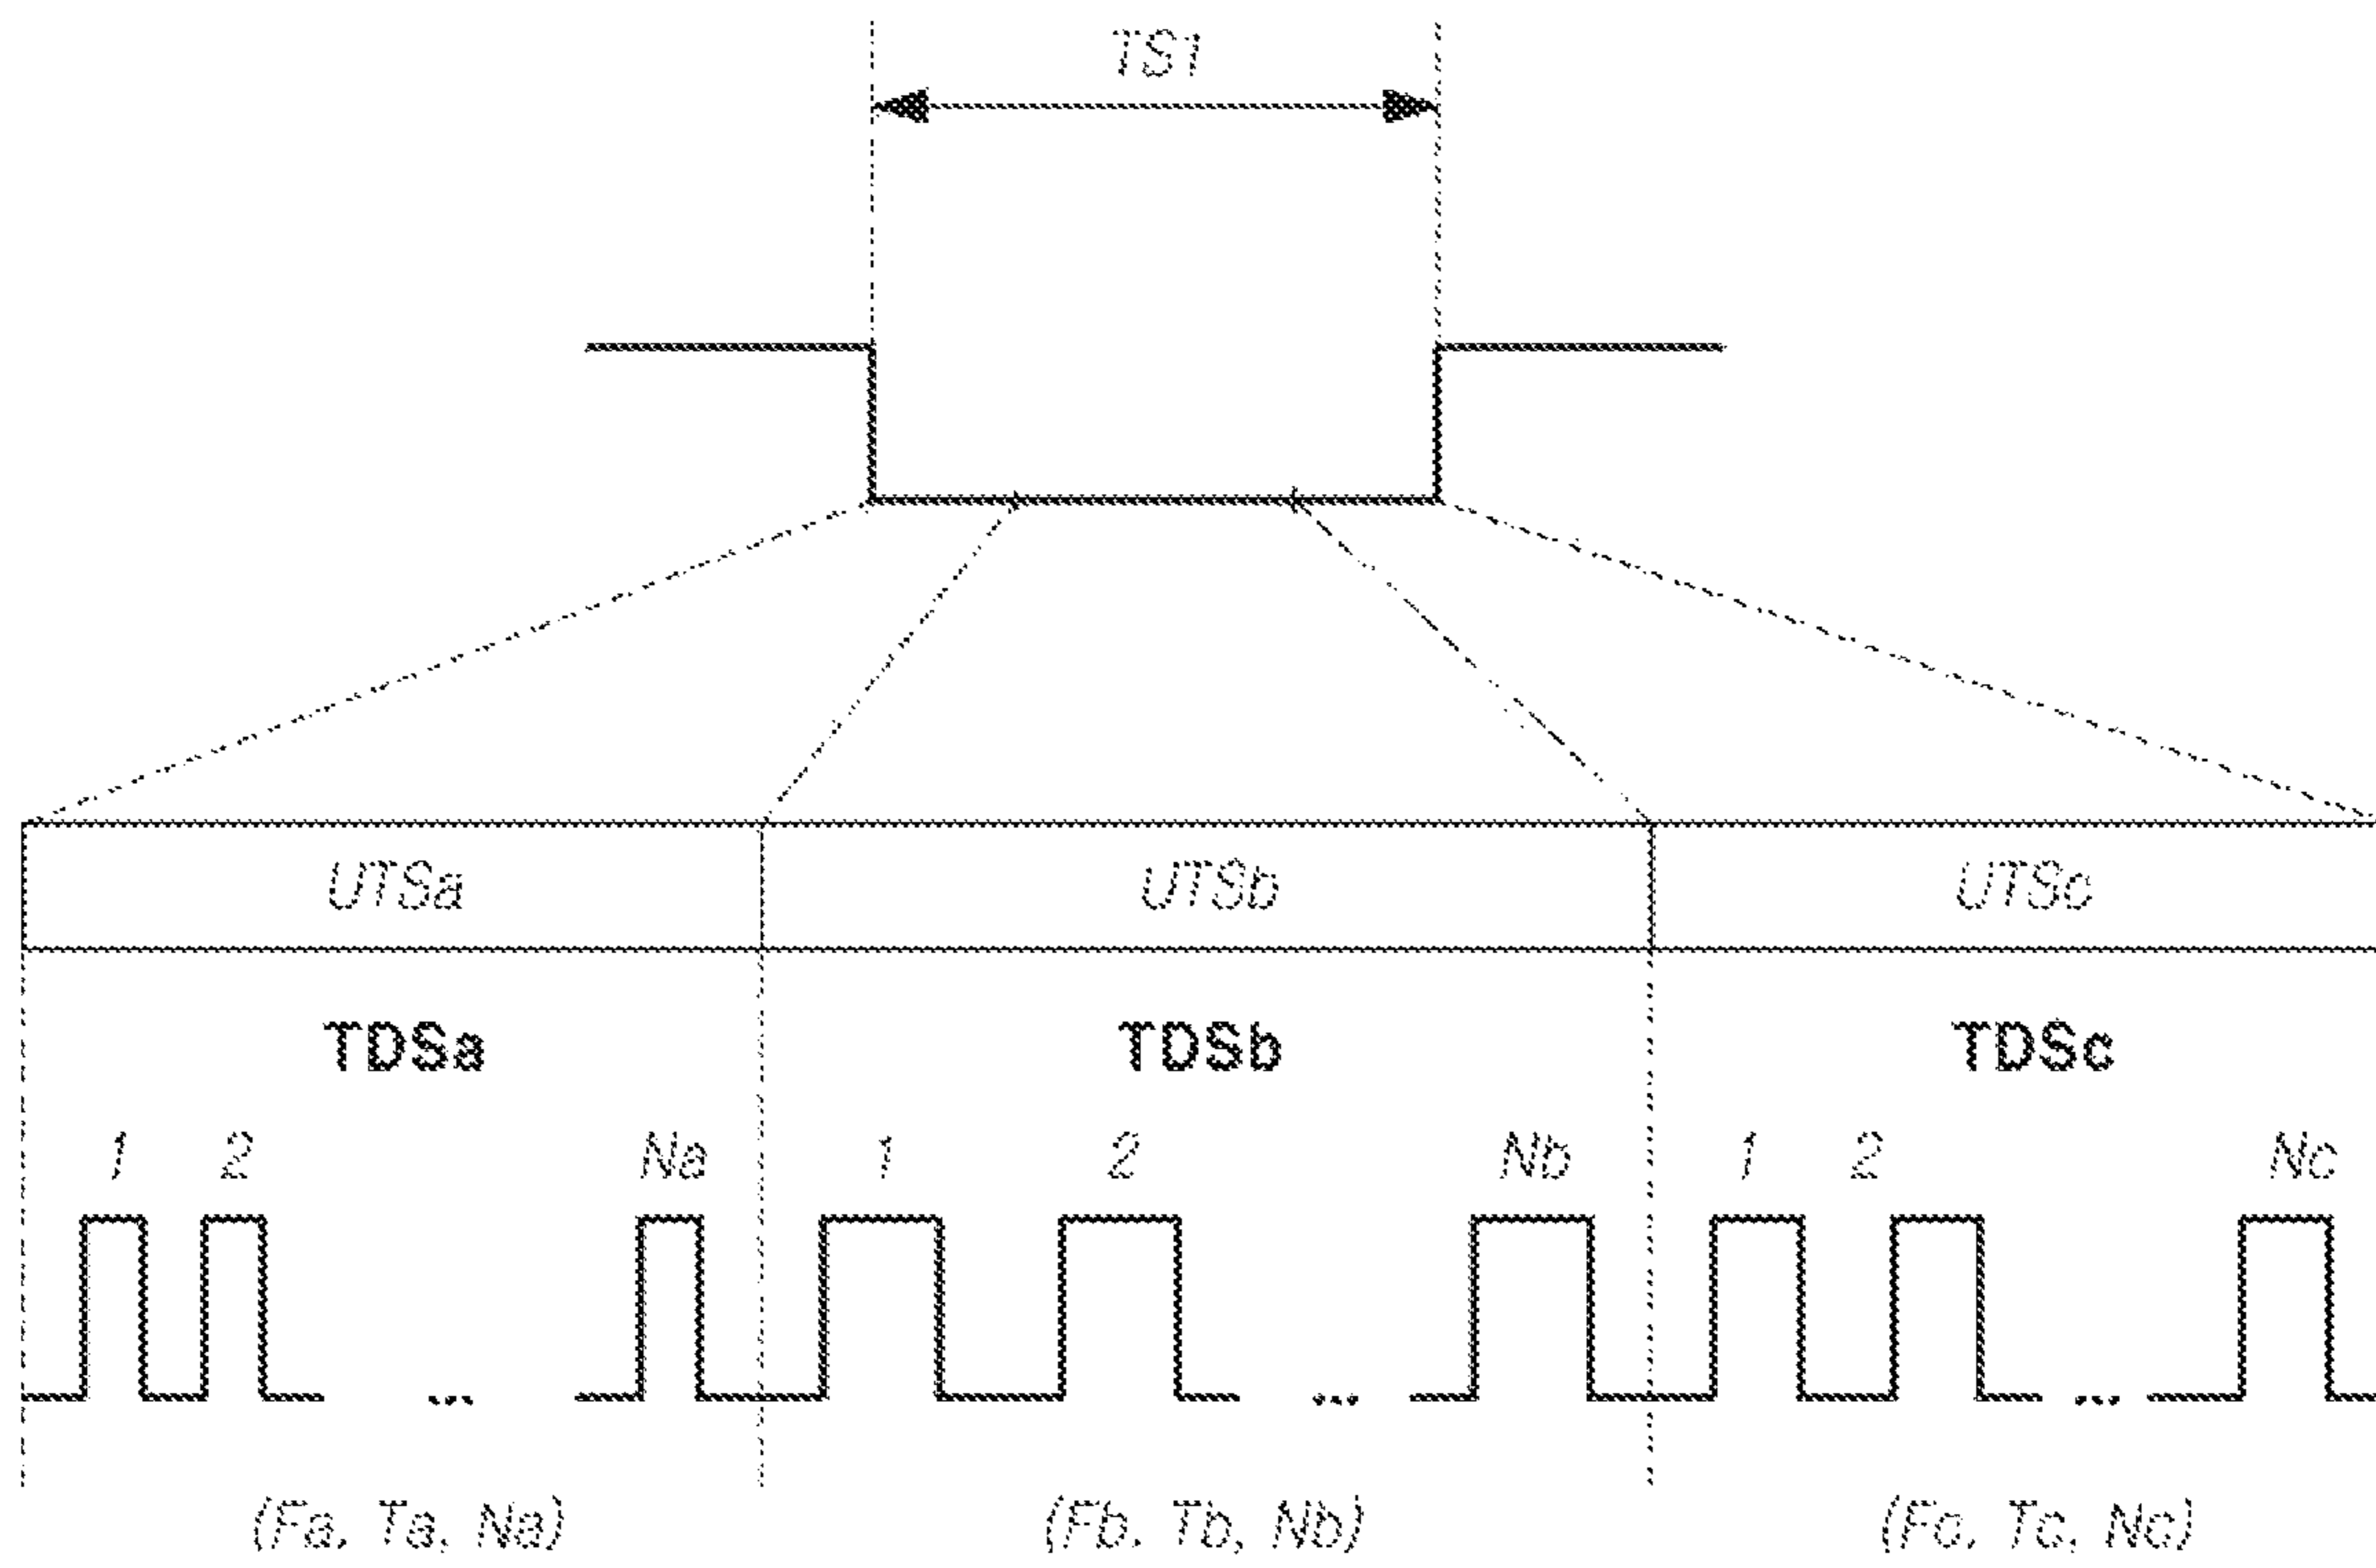 TS1
UTSa UTSb UTSc
TDSa TDSb TDSc
1 2 Na 1 2 Nb 1 2 Nc
... ... ...
(Fa, Ta, Na) (Fb, Tb, Nb) (Fc, Tc, Nc)